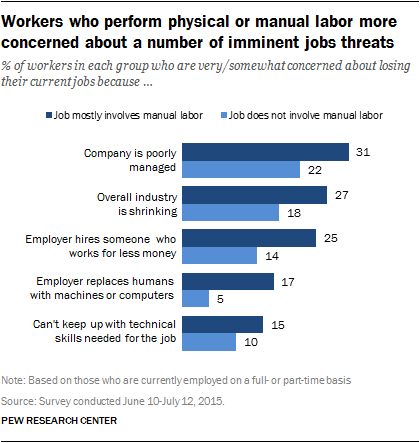 Workers who perform physical or manual labor more
concerned about a number of imminent jobs threats
% of workers in each group who are very/somewhat concerned about losing
their current jobs because ...
Job mostly involves manual labor Job does not involve manual labor
Company is poorly
managed
31
22
Overall industry
is shrinking
27
18
Employer hires someone who
works for less money
25
14
Employer replaces humans
with machines or computers
17
5
Can't keep up with technical
skills needed for the job
15
10
Note: Based on those who are currently employed on a full- or part-time basis
Source: Survey conducted June 10-July 12, 2015.
PEW RESEARCH CENTER